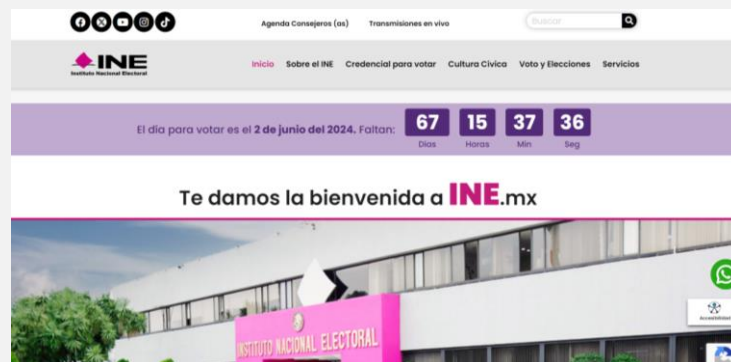 Agenda Consejeros (as) Transmisiones en vivo Buscar
INE
Instituto Nacional Electoral
Inicio Sobre el INE Credencial para votar Cultura Cívica Voto y Elecciones Servicios
El día para votar es el 2 de junio del 2024. Faltan: 67 15 37 36
Días Horas Min Seg
Te damos la bienvenida a INE.mx
INSTITUTO NACIONAL ELECTORAL
Accesibilidad